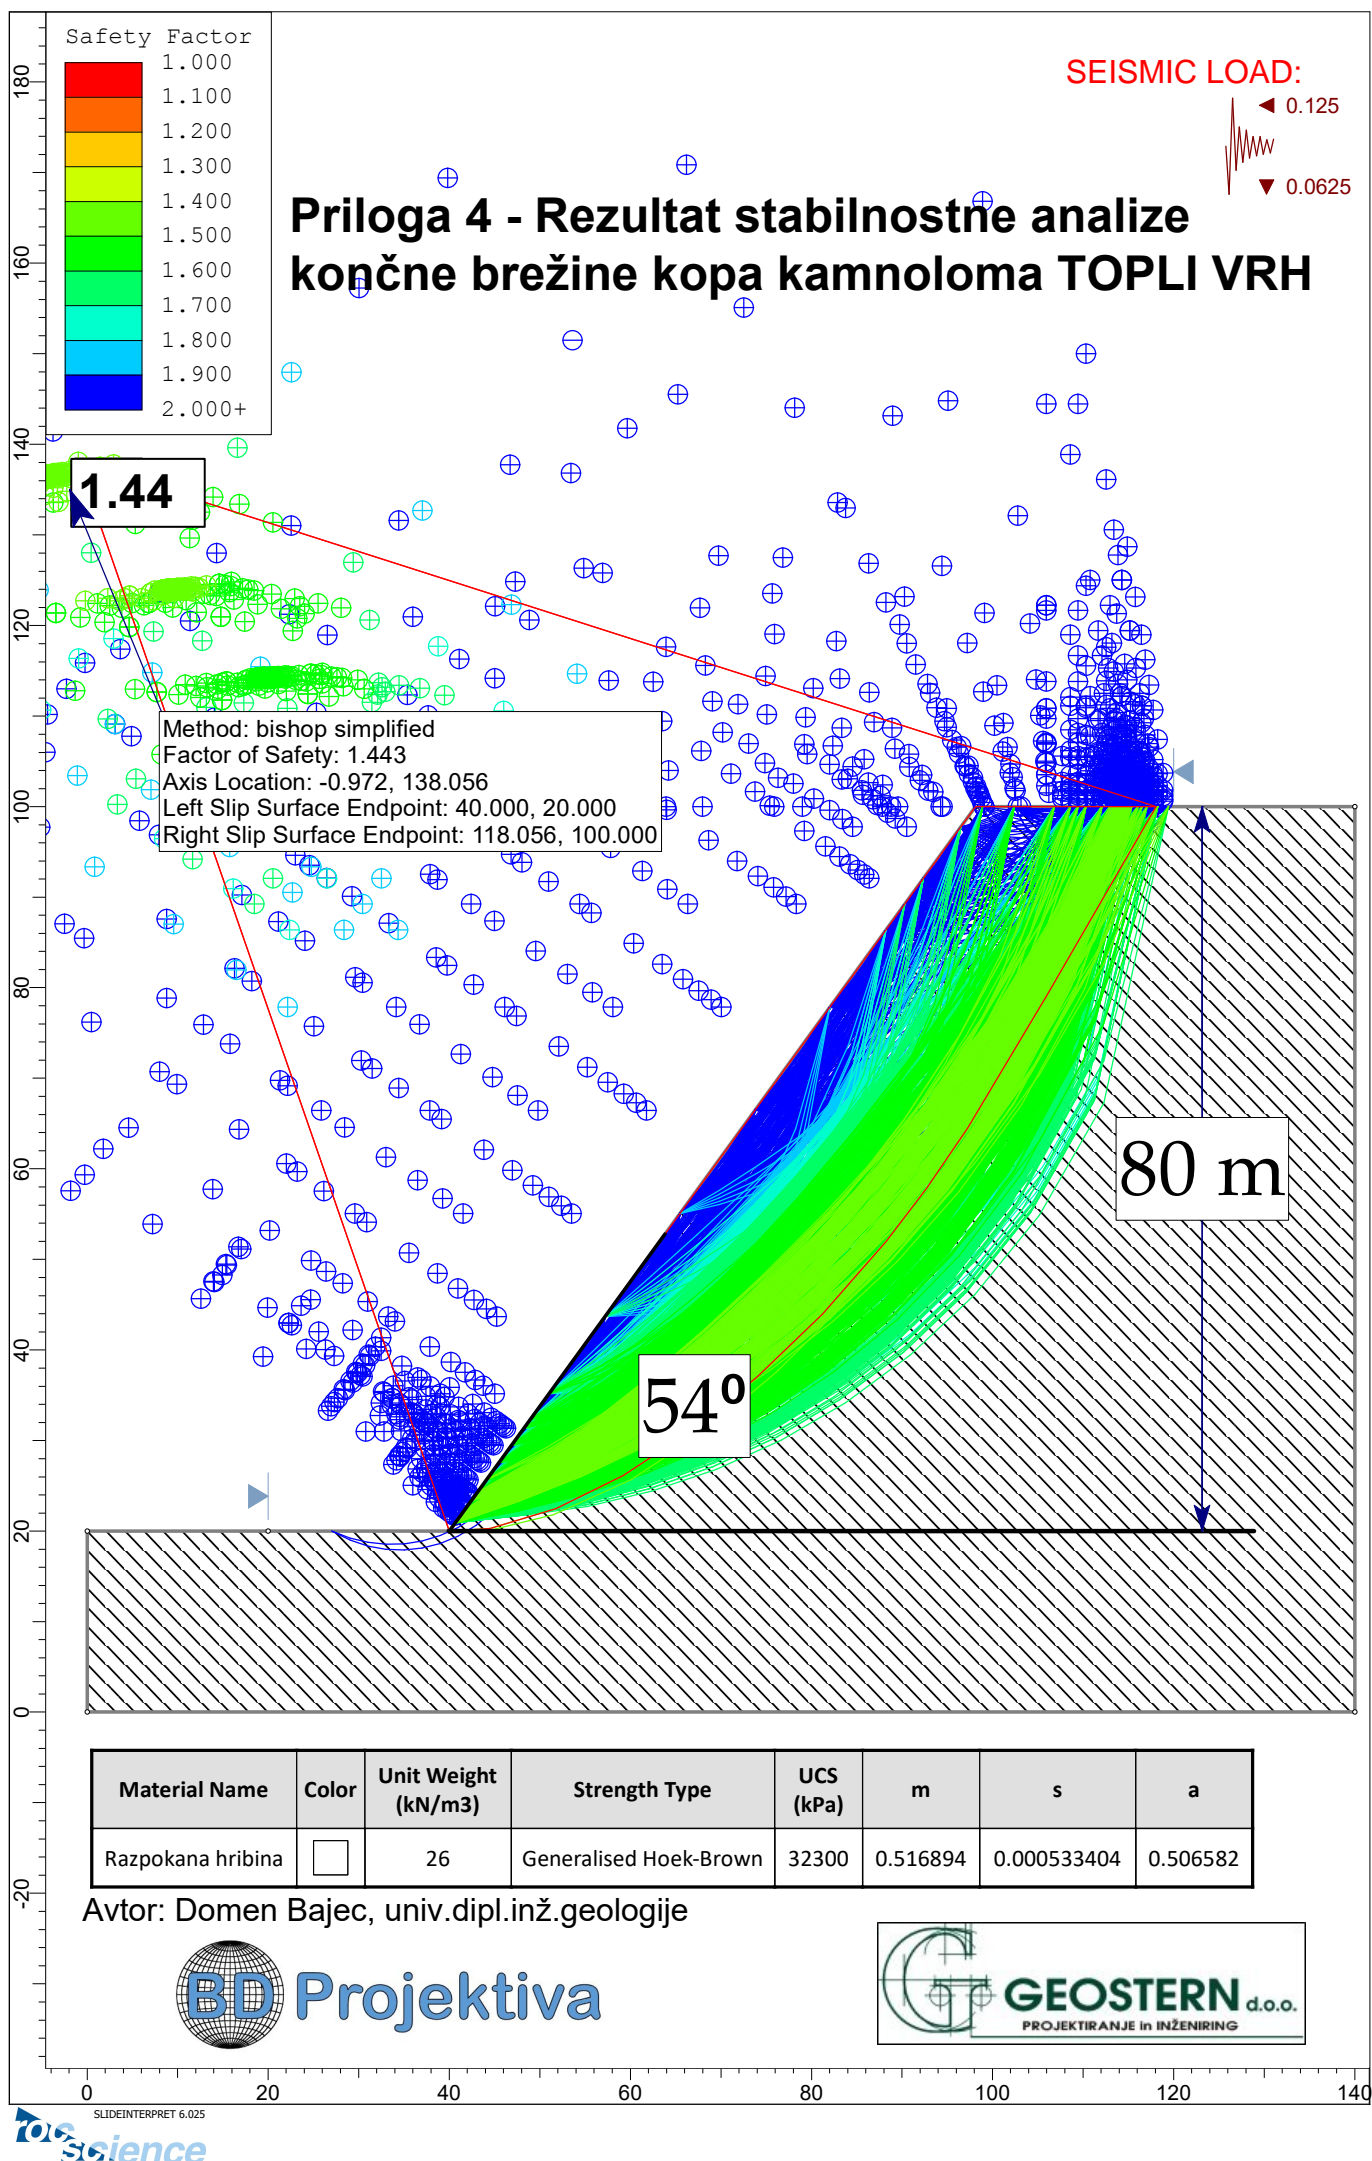 Safety Factor
1.000
1.100
1.200
1.300
1.400
1.500
1.600
1.700
1.800
1.900
2.000+
SEISMIC LOAD:
0.125
0.0625
Priloga 4 - Rezultat stabilnostne analize
končne brežine kopa kamnoloma TOPLI VRH
1.44
Method: bishop simplified
Factor of Safety: 1.443
Axis Location: -0.972, 138.056
Left Slip Surface Endpoint: 40.000, 20.000
Right Slip Surface Endpoint: 118.056, 100.000
80 m
54º
180
160
140
120
100
80
60
40
20
0
-20
Material Name Color Unit Weight (kN/m3) Strength Type UCS (kPa) m s a
Razpokana hribina 26 Generalised Hoek-Brown 32300 0.516894 0.000533404 0.506582
Avtor: Domen Bajec, univ.dipl.inž.geologije
BD Projektiva
GEOSTERN d.o.o.
PROJEKTIRANJE in INŽENIRING
0 20 40 60 80 100 120 140
SLIDEINTERPRET 6.025
rocscience